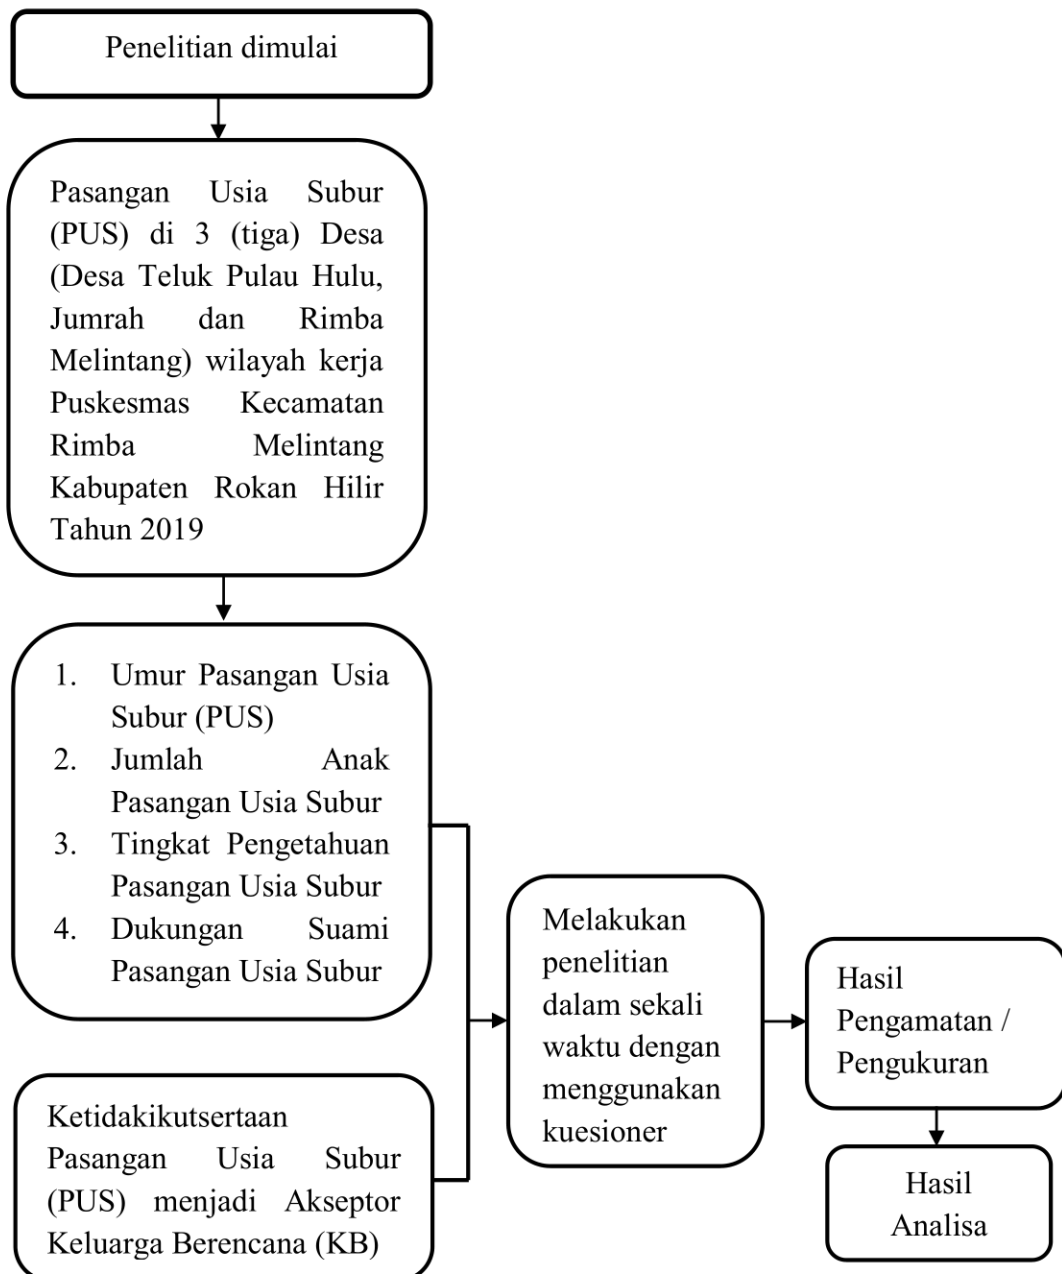 Penelitian dimulai
Pasangan Usia Subur
(PUS) di 3 (tiga) Desa
(Desa Teluk Pulau Hulu,
Jumrah dan Rimba
Melintang) wilayah kerja
Puskesmas Kecamatan
Rimba Melintang
Kabupaten Rokan Hilir
Tahun 2019
1. Umur Pasangan Usia
Subur (PUS)
2. Jumlah Anak
Pasangan Usia Subur
3. Tingkat Pengetahuan
Pasangan Usia Subur
4. Dukungan Suami
Pasangan Usia Subur
Ketidakikutsertaan
Pasangan Usia Subur
(PUS) menjadi Akseptor
Keluarga Berencana (KB)
Melakukan
penelitian
dalam sekali
waktu dengan
menggunakan
kuesioner
Hasil
Pengamatan /
Pengukuran
Hasil
Analisa